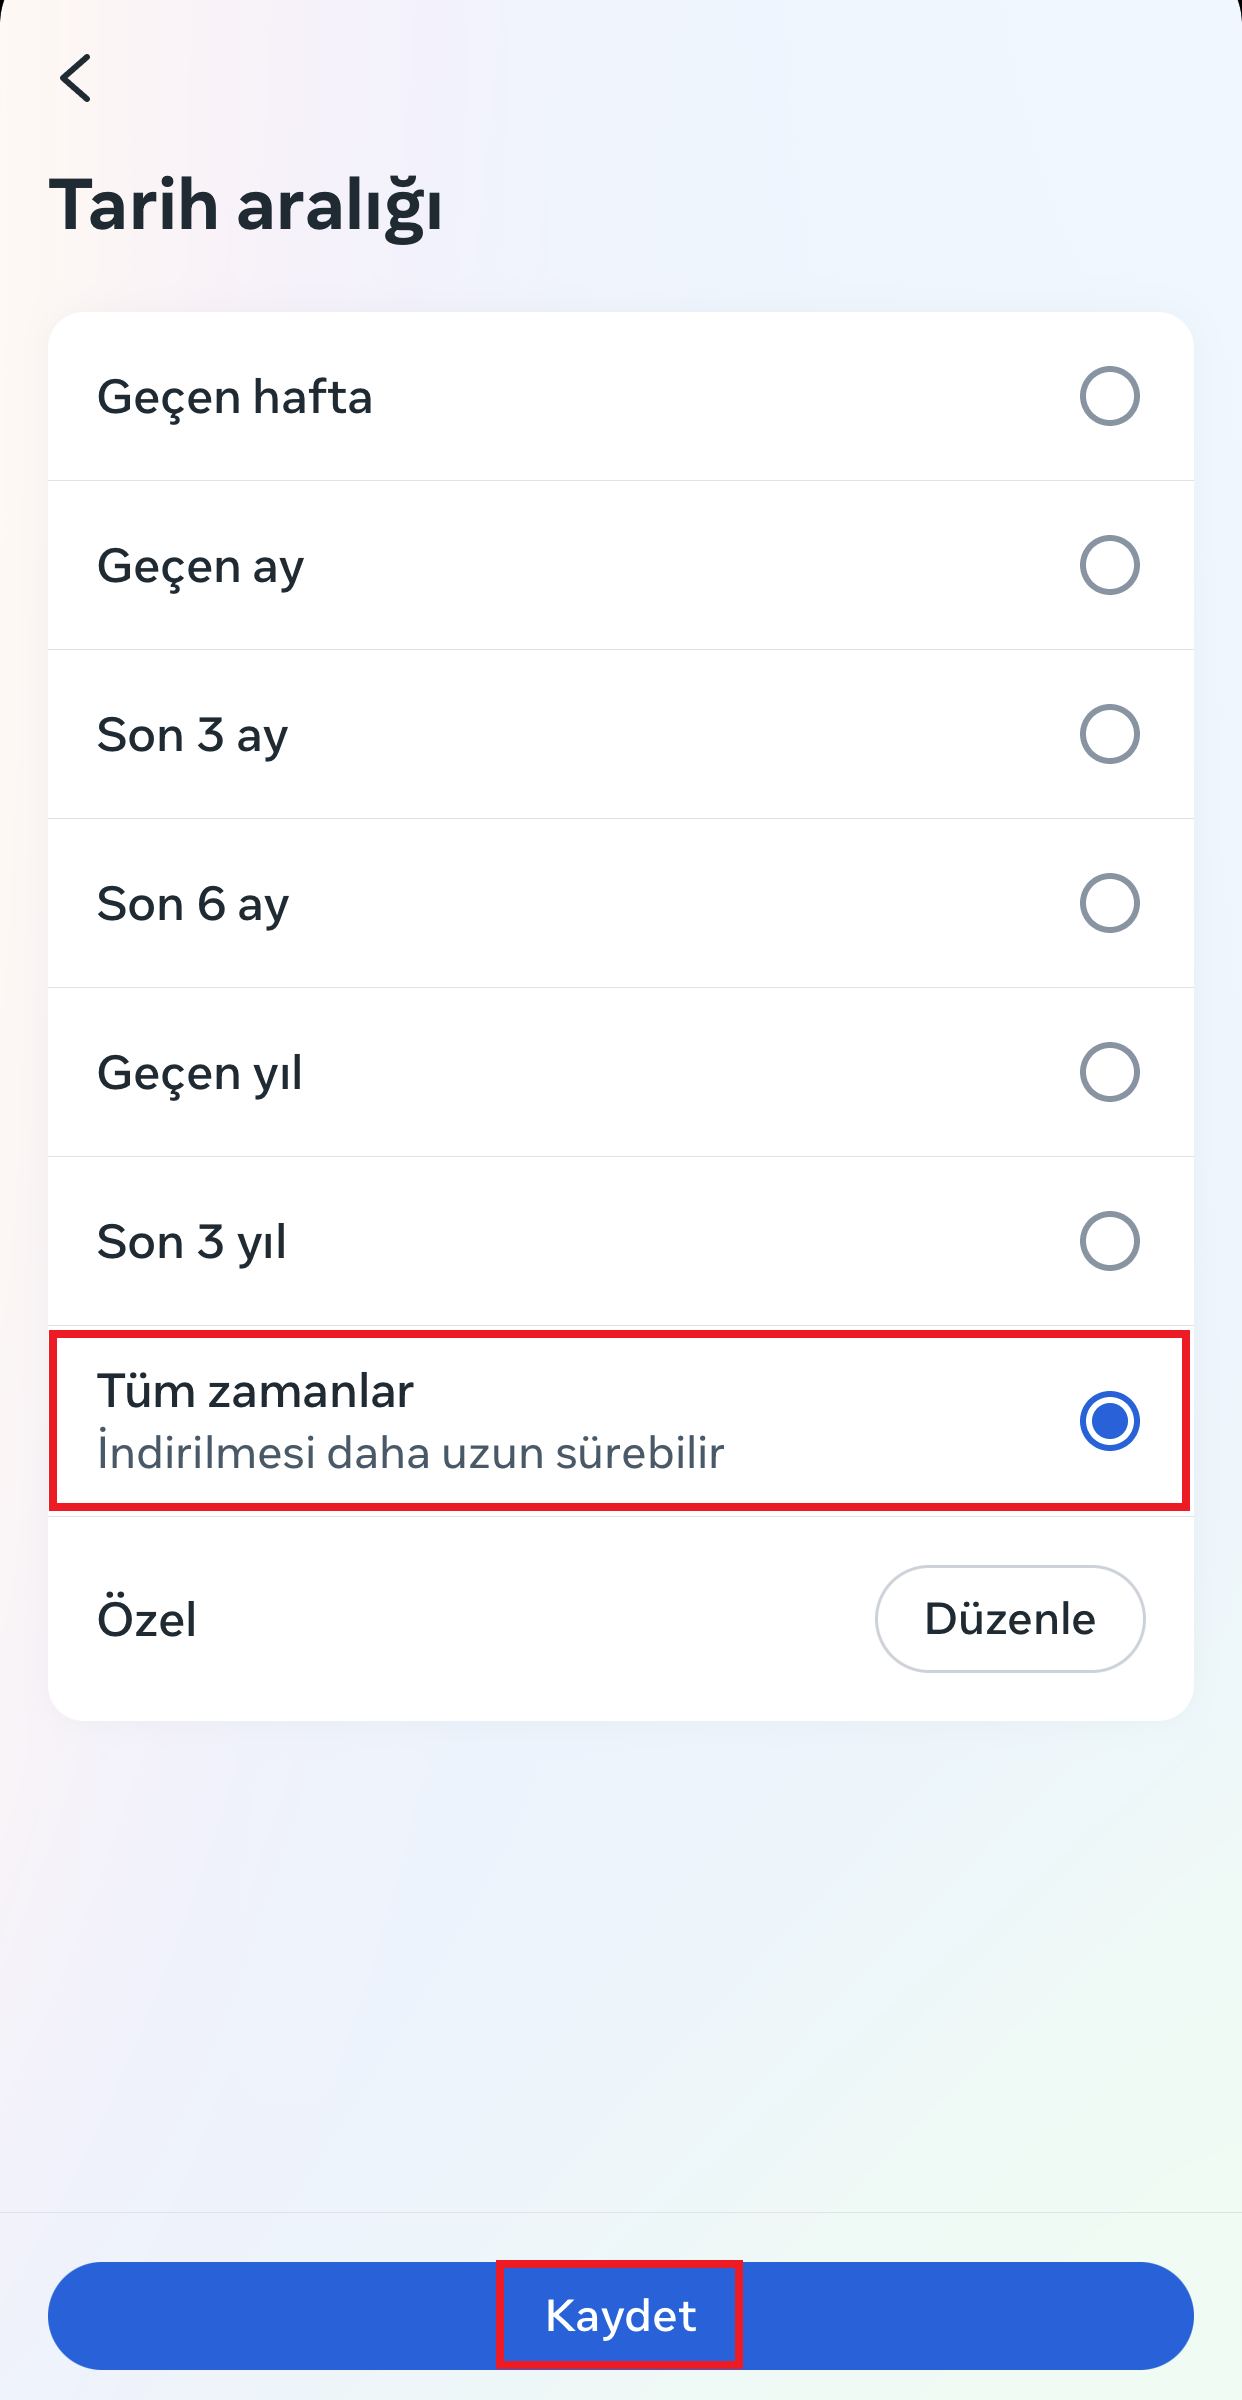 Tarih aralığı
Geçen hafta
Geçen ay
Son 3 ay
Son 6 ay
Geçen yıl
Son 3 yıl
Tüm zamanlar
İndirilmesi daha uzun sürebilir
Özel
Düzenle
Kaydet